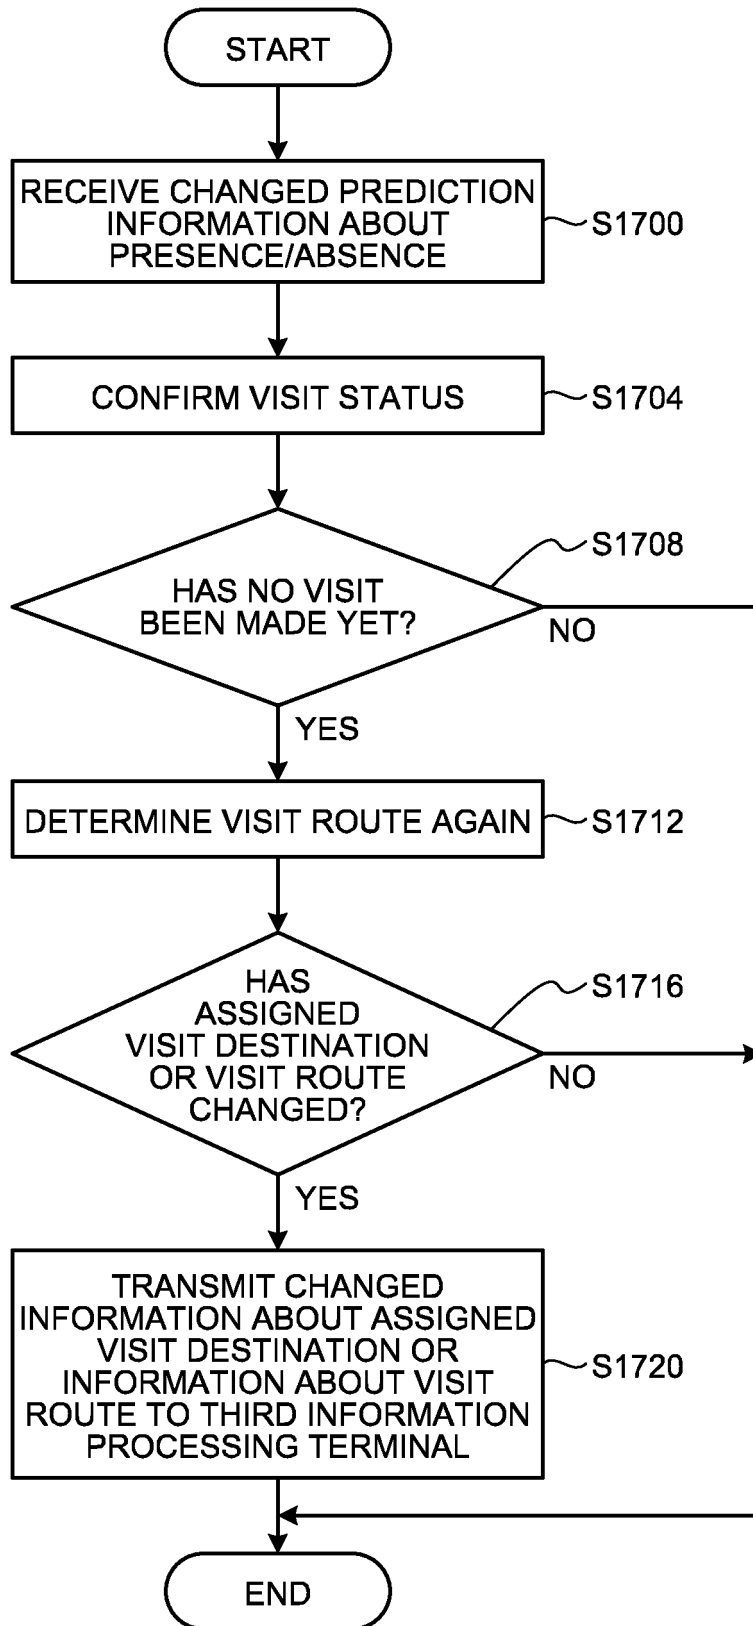 START
RECEIVE CHANGED PREDICTION
INFORMATION ABOUT
PRESENCE/ABSENCE
S1700
CONFIRM VISIT STATUS
S1704
S1708
HAS NO VISIT
BEEN MADE YET?
NO
YES
DETERMINE VISIT ROUTE AGAIN
S1712
S1716
HAS
ASSIGNED
VISIT DESTINATION
OR VISIT ROUTE
CHANGED?
NO
YES
TRANSMIT CHANGED
INFORMATION ABOUT ASSIGNED
VISIT DESTINATION OR
INFORMATION ABOUT VISIT
ROUTE TO THIRD INFORMATION
PROCESSING TERMINAL
S1720
END